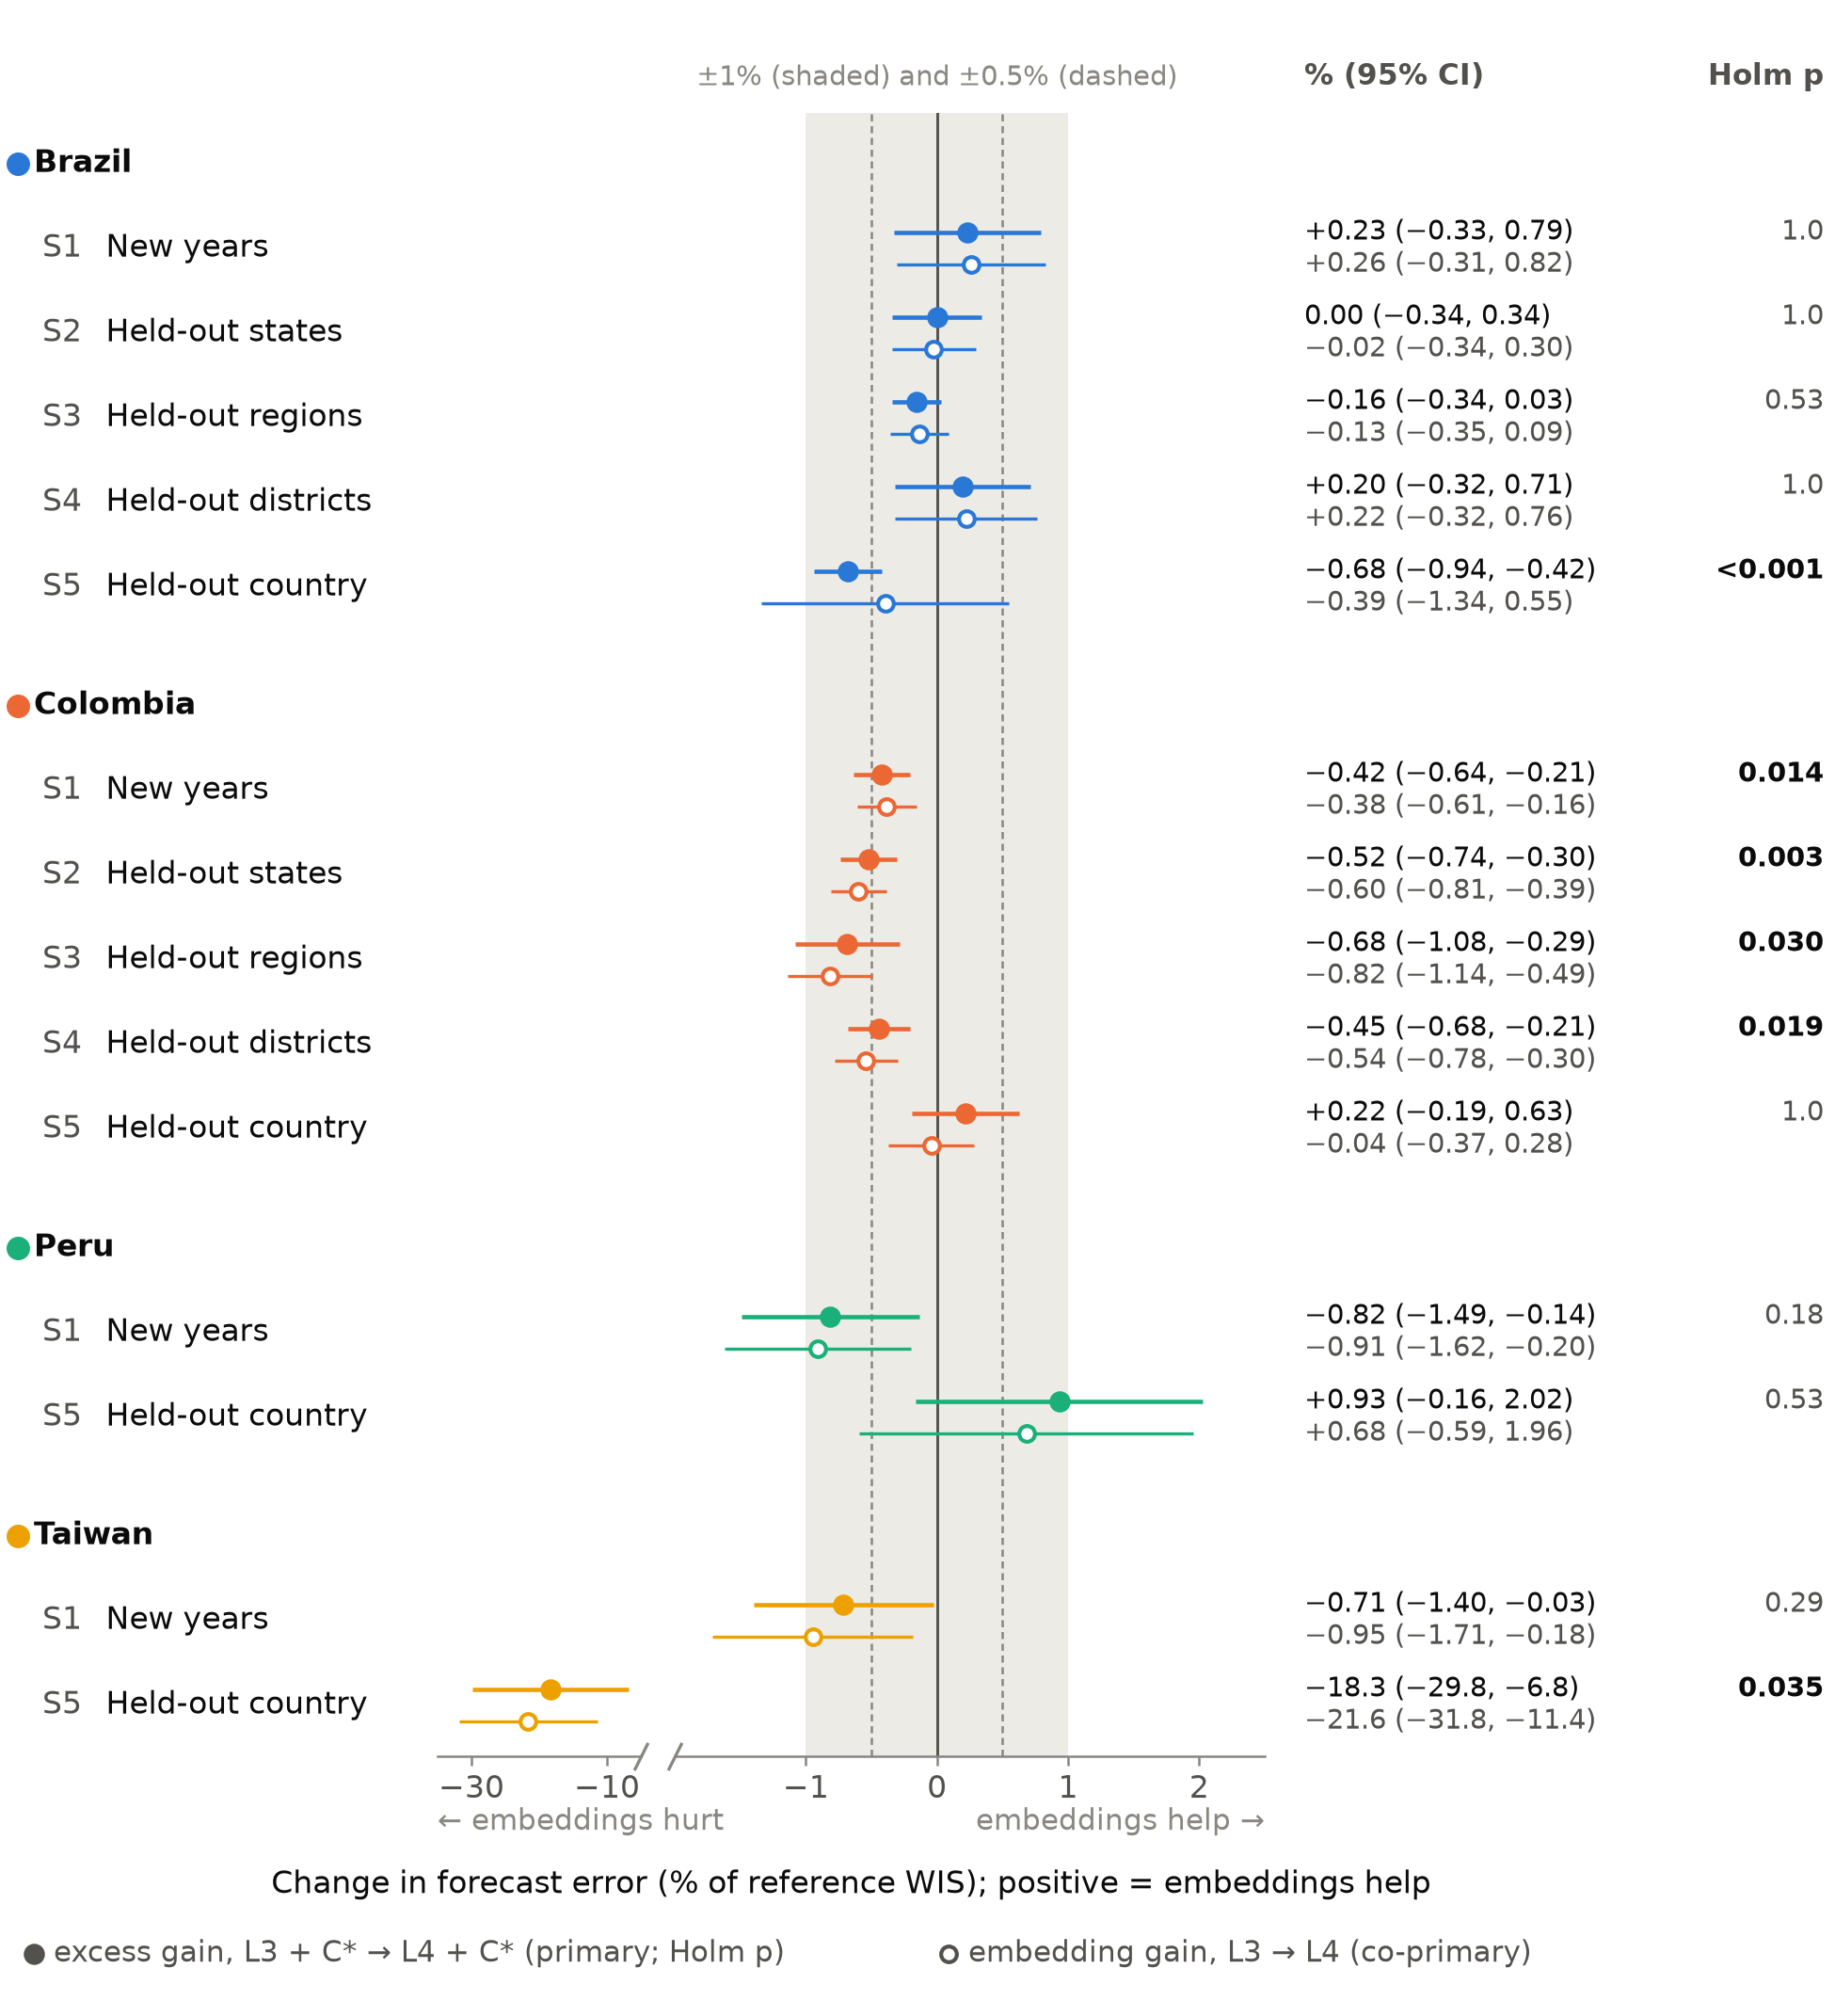 ±1% (shaded) and ±0.5% (dashed) % (95% CI) Holm p
Brazil
S1 New years +0.23 (−0.33, 0.79) 1.0
+0.26 (−0.31, 0.82)
S2 Held-out states 0.00 (−0.34, 0.34) 1.0
−0.02 (−0.34, 0.30)
S3 Held-out regions −0.16 (−0.34, 0.03) 0.53
−0.13 (−0.35, 0.09)
S4 Held-out districts +0.20 (−0.32, 0.71) 1.0
+0.22 (−0.32, 0.76)
S5 Held-out country −0.68 (−0.94, −0.42) <0.001
−0.39 (−1.34, 0.55)
Colombia
S1 New years −0.42 (−0.64, −0.21) 0.014
−0.38 (−0.61, −0.16)
S2 Held-out states −0.52 (−0.74, −0.30) 0.003
−0.60 (−0.81, −0.39)
S3 Held-out regions −0.68 (−1.08, −0.29) 0.030
−0.82 (−1.14, −0.49)
S4 Held-out districts −0.45 (−0.68, −0.21) 0.019
−0.54 (−0.78, −0.30)
S5 Held-out country +0.22 (−0.19, 0.63) 1.0
−0.04 (−0.37, 0.28)
Peru
S1 New years −0.82 (−1.49, −0.14) 0.18
−0.91 (−1.62, −0.20)
S5 Held-out country +0.93 (−0.16, 2.02) 0.53
+0.68 (−0.59, 1.96)
Taiwan
S1 New years −0.71 (−1.40, −0.03) 0.29
−0.95 (−1.71, −0.18)
S5 Held-out country −18.3 (−29.8, −6.8) 0.035
−21.6 (−31.8, −11.4)
−30 −10 −1 0 1 2
← embeddings hurt embeddings help →
Change in forecast error (% of reference WIS); positive = embeddings help
excess gain, L3 + C* → L4 + C* (primary; Holm p) embedding gain, L3 → L4 (co-primary)